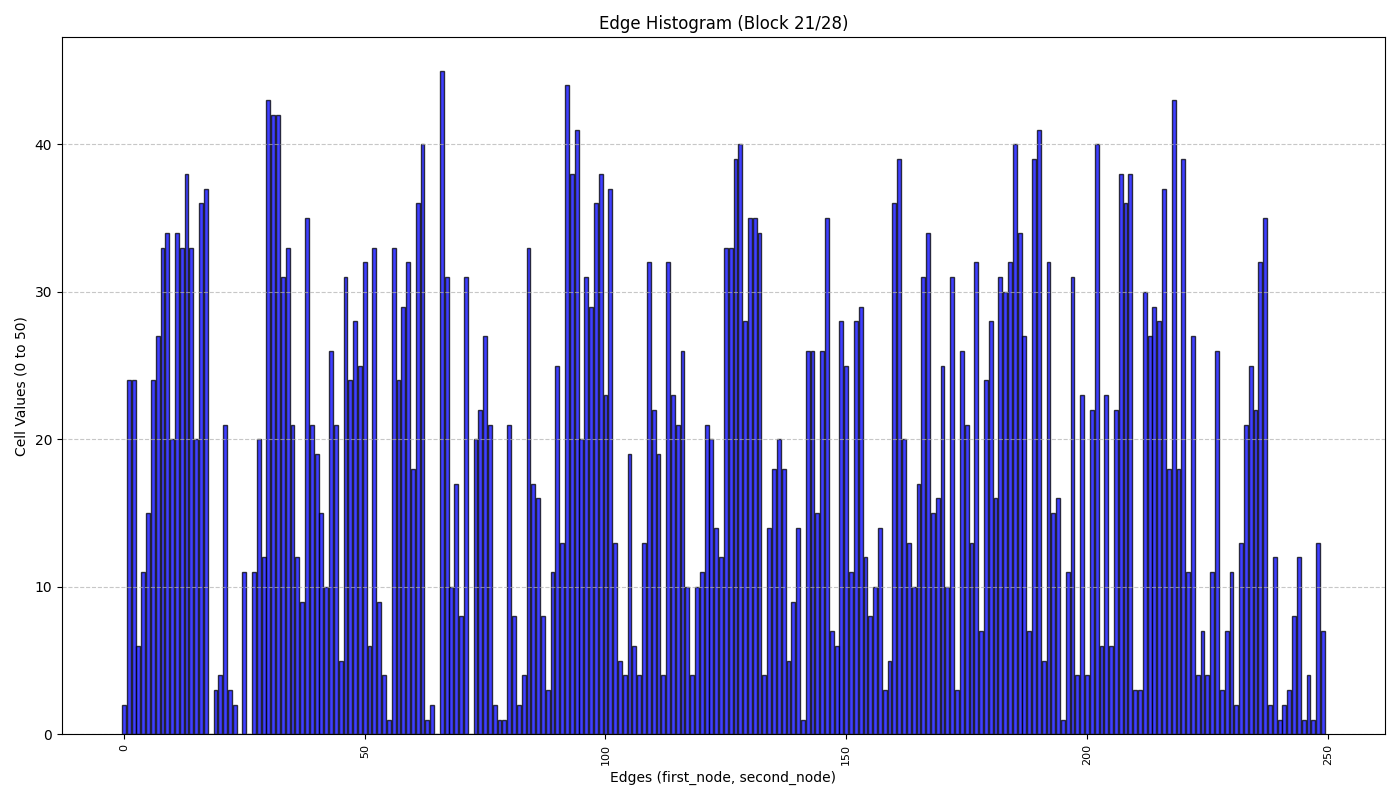 Edge Histogram (Block 21/28)
Cell Values (0 to 50)
40
30
20
10
0
0 50 100 150 200 250
Edges (first_node, second_node)